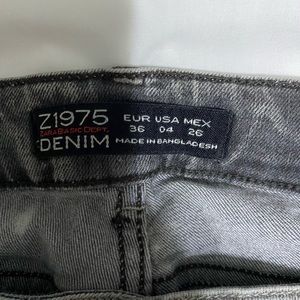 Z1975
ZARA BASIC DEPT.
DENIM
EUR USA MEX
36 04 26
MADE IN BANGLADESH